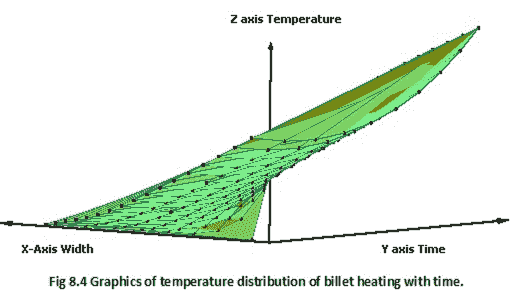 Z axis Temperature
X-Axis Width
Y axis Time
Fig 8.4 Graphics of temperature distribution of billet heating with time.